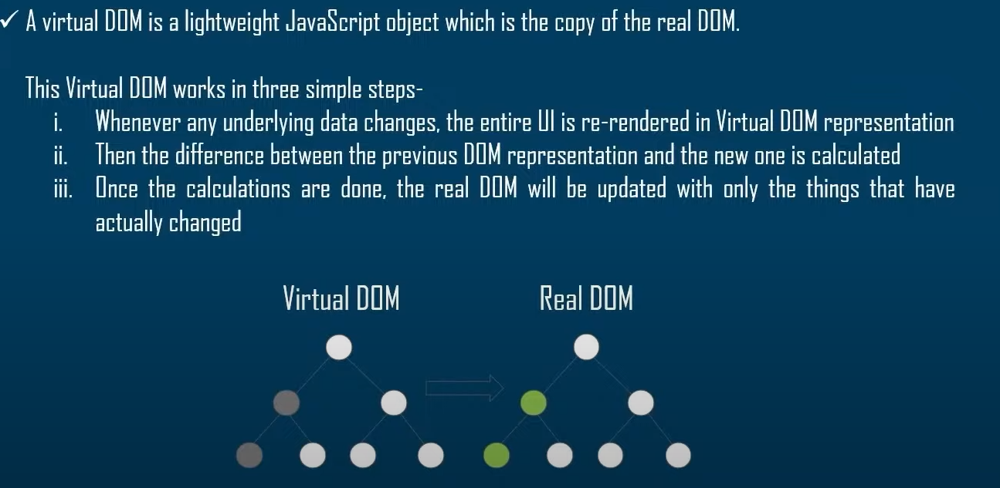 ✓ A virtual DOM is a lightweight JavaScript object which is the copy of the real DOM.
This Virtual DOM works in three simple steps-
i. Whenever any underlying data changes, the entire UI is re-rendered in Virtual DOM representation
ii. Then the difference between the previous DOM representation and the new one is calculated
iii. Once the calculations are done, the real DOM will be updated with only the things that have
actually changed
Virtual DOM
Real DOM